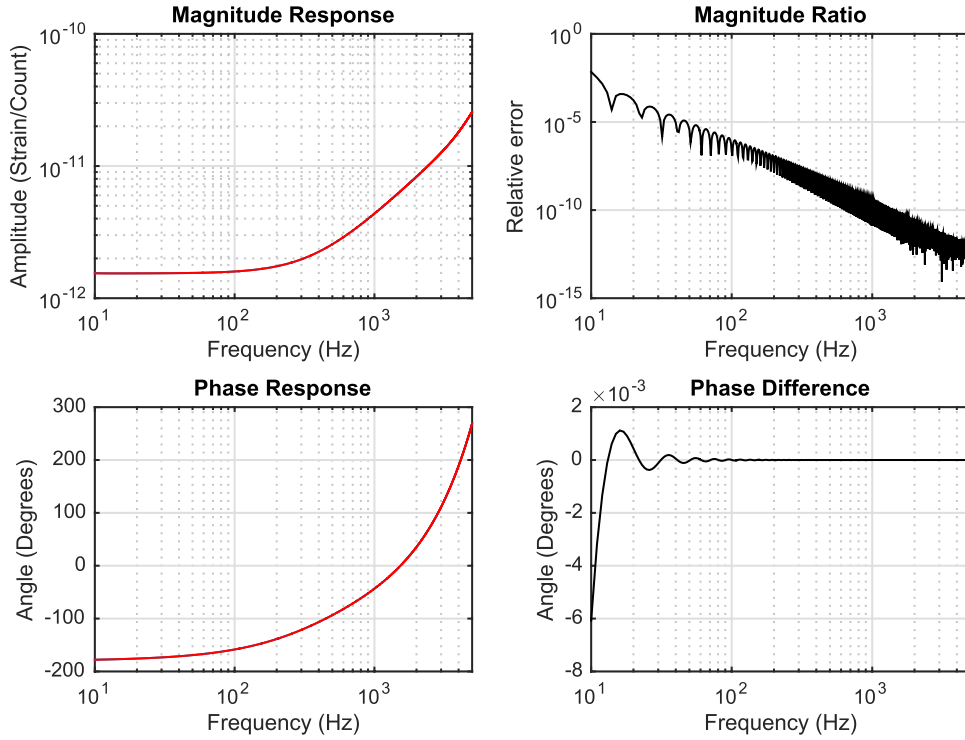 Magnitude Response
10^-10
10^-11
10^-12
Amplitude (Strain/Count)
10^1 10^2 10^3
Frequency (Hz)
Magnitude Ratio
10^0
10^-5
10^-10
10^-15
Relative error
10^1 10^2 10^3
Frequency (Hz)
Phase Response
300
200
100
0
-100
-200
Angle (Degrees)
10^1 10^2 10^3
Frequency (Hz)
×10^-3
Phase Difference
2
0
-2
-4
-6
-8
Angle (Degrees)
10^1 10^2 10^3
Frequency (Hz)